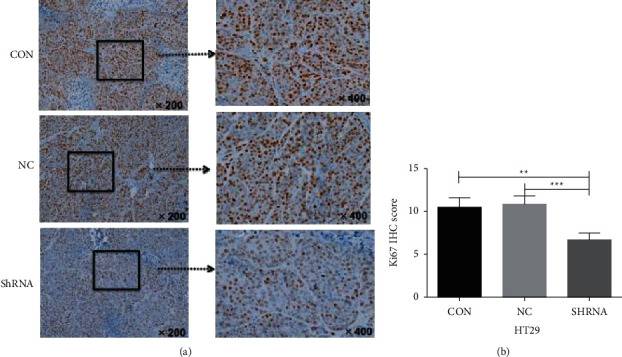 CON
× 200
× 400
NC
× 200
× 400
ShRNA
× 200
× 400
(a)
Ki67 IHC score
15
10
5
0
**
***
CON NC SHRNA
HT29
(b)